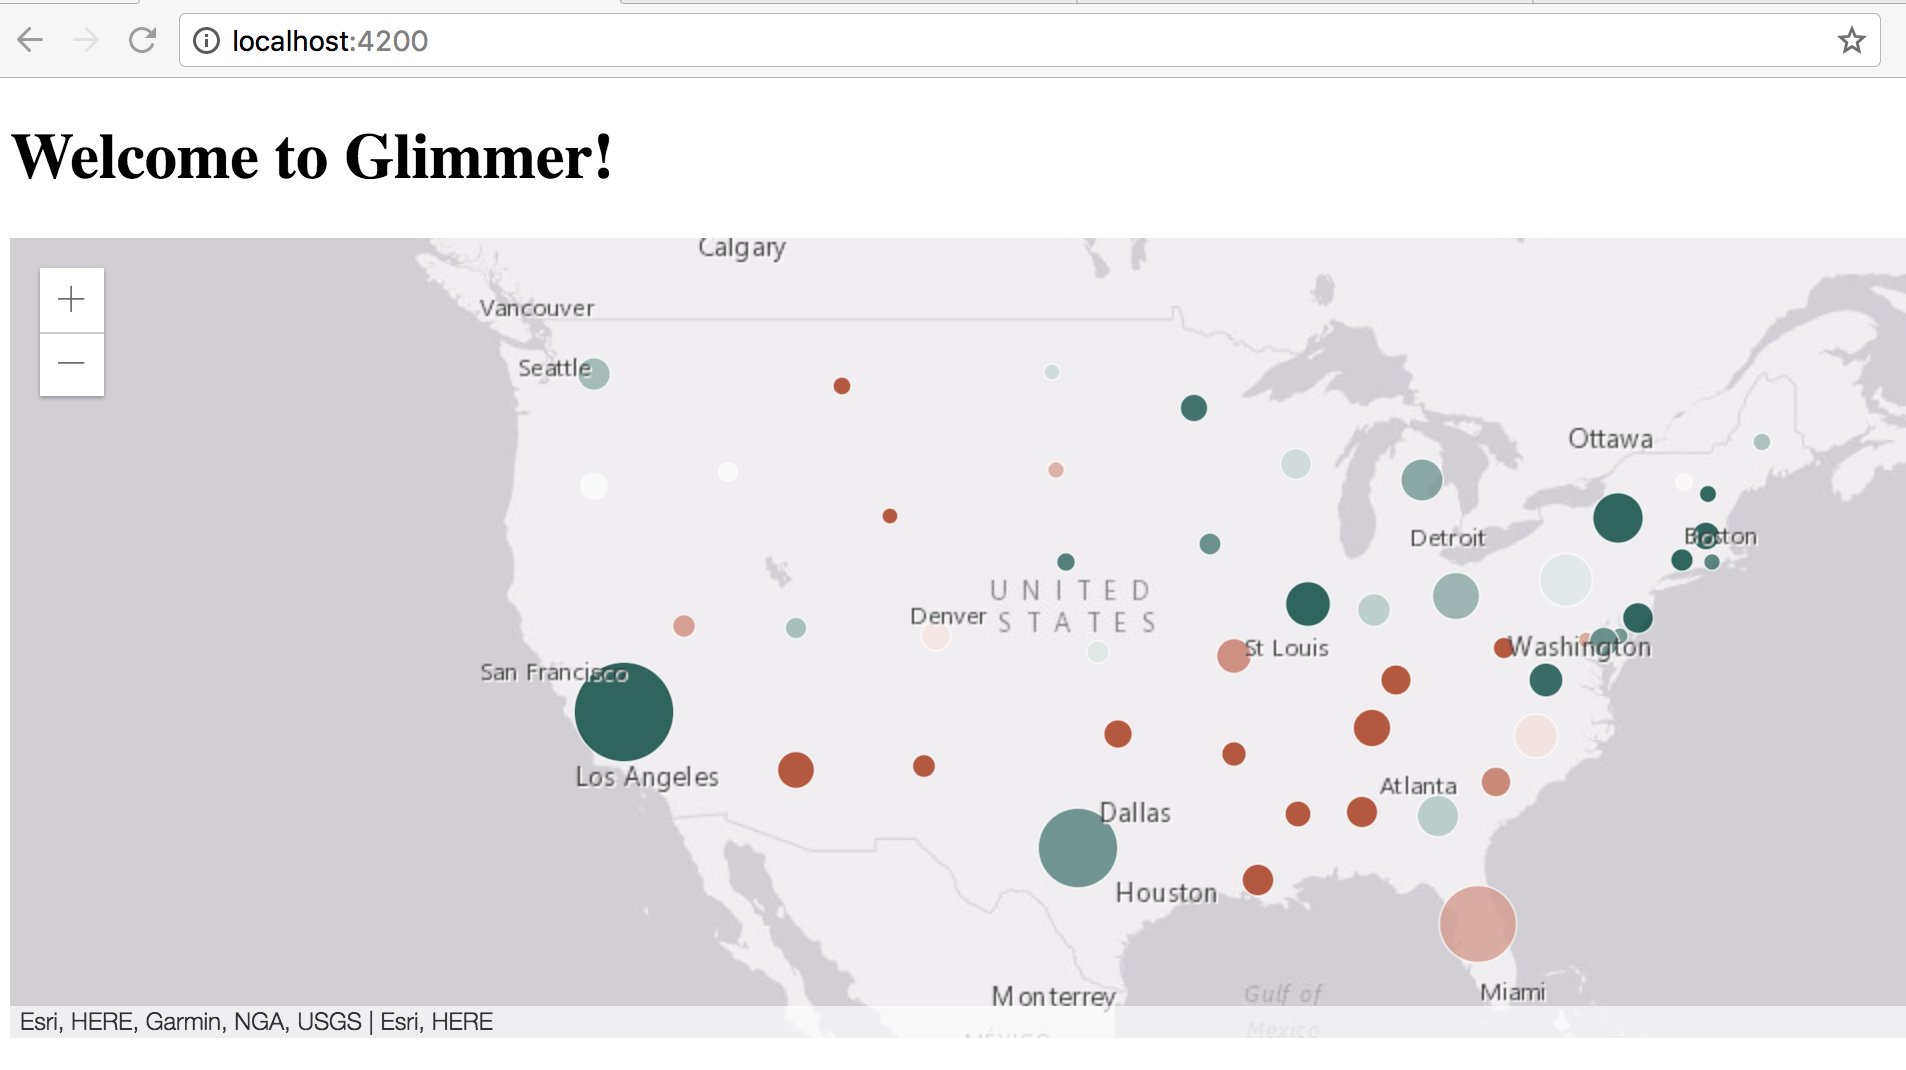 localhost:4200
Welcome to Glimmer!
Calgary
Vancouver
Seattle
Ottawa
Detroit
Boston
UNITED
STATES
Denver
St Louis
Washington
San Francisco
Los Angeles
Atlanta
Dallas
Houston
Monterrey
Gulf of
Mexico
Miami
MÉXICO
Esri, HERE, Garmin, NGA, USGS | Esri, HERE